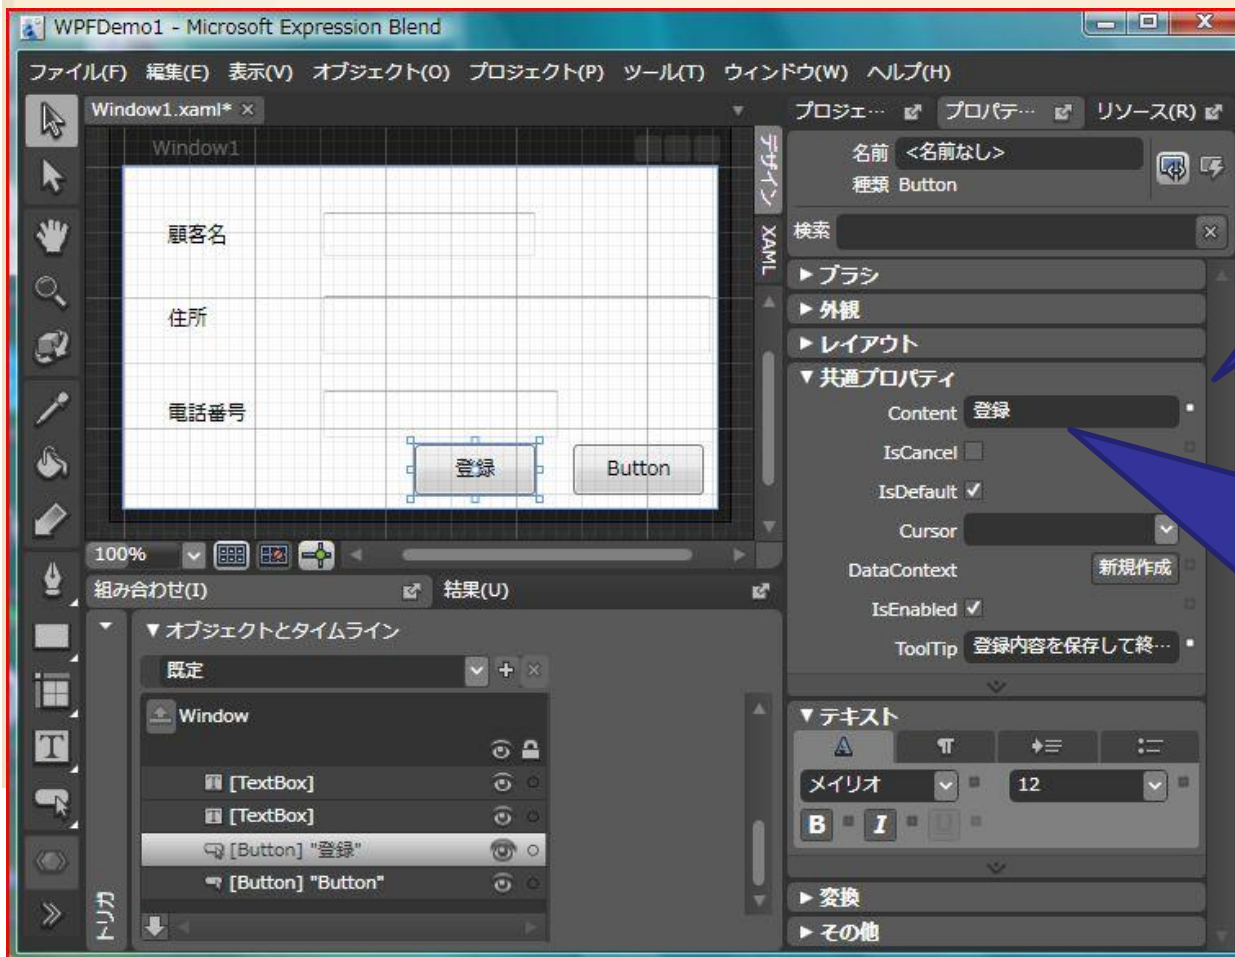 WPFDemo1 - Microsoft Expression Blend
ファイル(F) 編集(E) 表示(V) オブジェクト(O) プロジェクト(P) ツール(T) ウィンドウ(W) ヘルプ(H)
Window1.xaml*
Window1
顧客名
住所
電話番号
登録 Button
デザイン
XAML
100%
組み合わせ(I) 結果(U)
オブジェクトとタイムライン
既定
Window
[TextBox]
[TextBox]
[Button] "登録"
[Button] "Button"
トリガ
プロジェ… プロパテ… リソース(R)
名前 <名前なし>
種類 Button
検索
ブラシ
外観
レイアウト
共通プロパティ
Content 登録
IsCancel
IsDefault
Cursor
DataContext 新規作成
IsEnabled
ToolTip 登録内容を保存して終…
テキスト
メイリオ 12
B I U
変換
その他